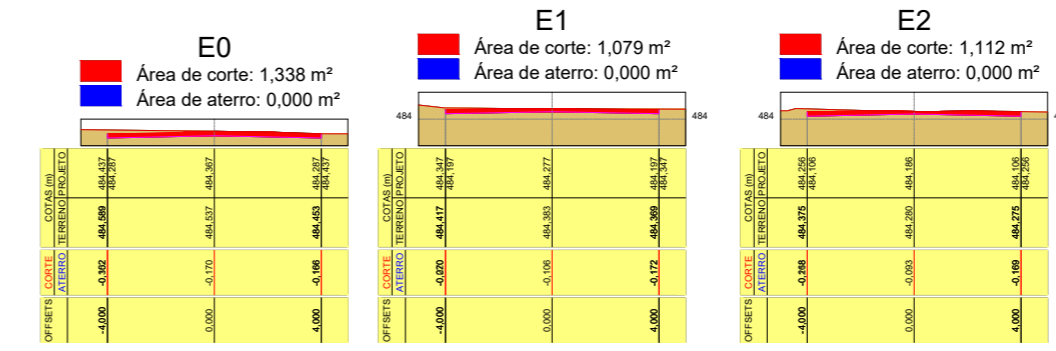 E0
Área de corte: 1,338 m²
Área de aterro: 0,000 m²
COTAS (m)
PROJETO
484,437
484,287
484,367
484,287
484,437
TERRENO
484,589
484,537
484,453
CORTE
ATERRO
-0,302
-0,170
-0,166
OFFSETS
-4,000
0,000
4,000
E1
Área de corte: 1,079 m²
Área de aterro: 0,000 m²
484
484
COTAS (m)
PROJETO
484,347
484,197
484,277
484,197
484,347
TERRENO
484,417
484,383
484,369
CORTE
ATERRO
-0,106
-0,172
OFFSETS
-4,000
0,000
4,000
E2
Área de corte: 1,112 m²
Área de aterro: 0,000 m²
484
COTAS (m)
PROJETO
484,256
484,106
484,186
484,106
484,256
TERRENO
484,375
484,280
484,275
CORTE
ATERRO
-0,093
-0,169
OFFSETS
-4,000
0,000
4,000